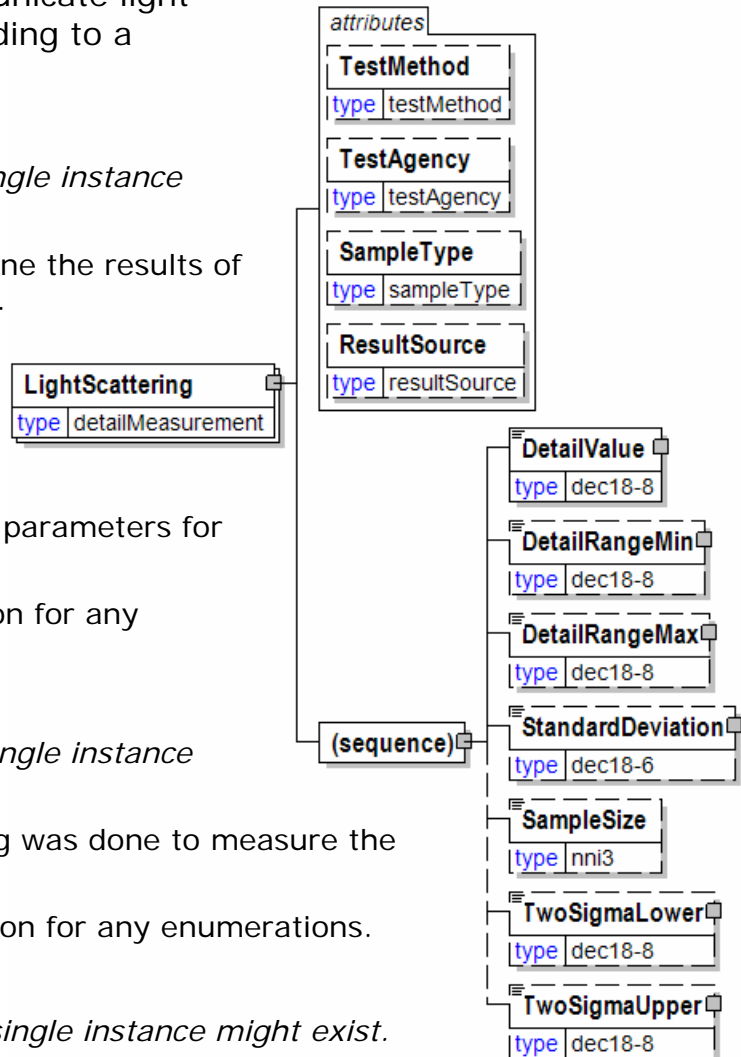 unicate light
ding to a
ngle instance
ne the results of
.
parameters for
on for any
ngle instance
g was done to measure the
on for any enumerations.
single instance might exist.
attributes
TestMethod
type testMethod
TestAgency
type testAgency
SampleType
type sampleType
ResultSource
type resultSource
LightScattering
type detailMeasurement
(sequence)
DetailValue
type dec18-8
DetailRangeMin
type dec18-8
DetailRangeMax
type dec18-8
StandardDeviation
type dec18-6
SampleSize
type nni3
TwoSigmaLower
type dec18-8
TwoSigmaUpper
type dec18-8